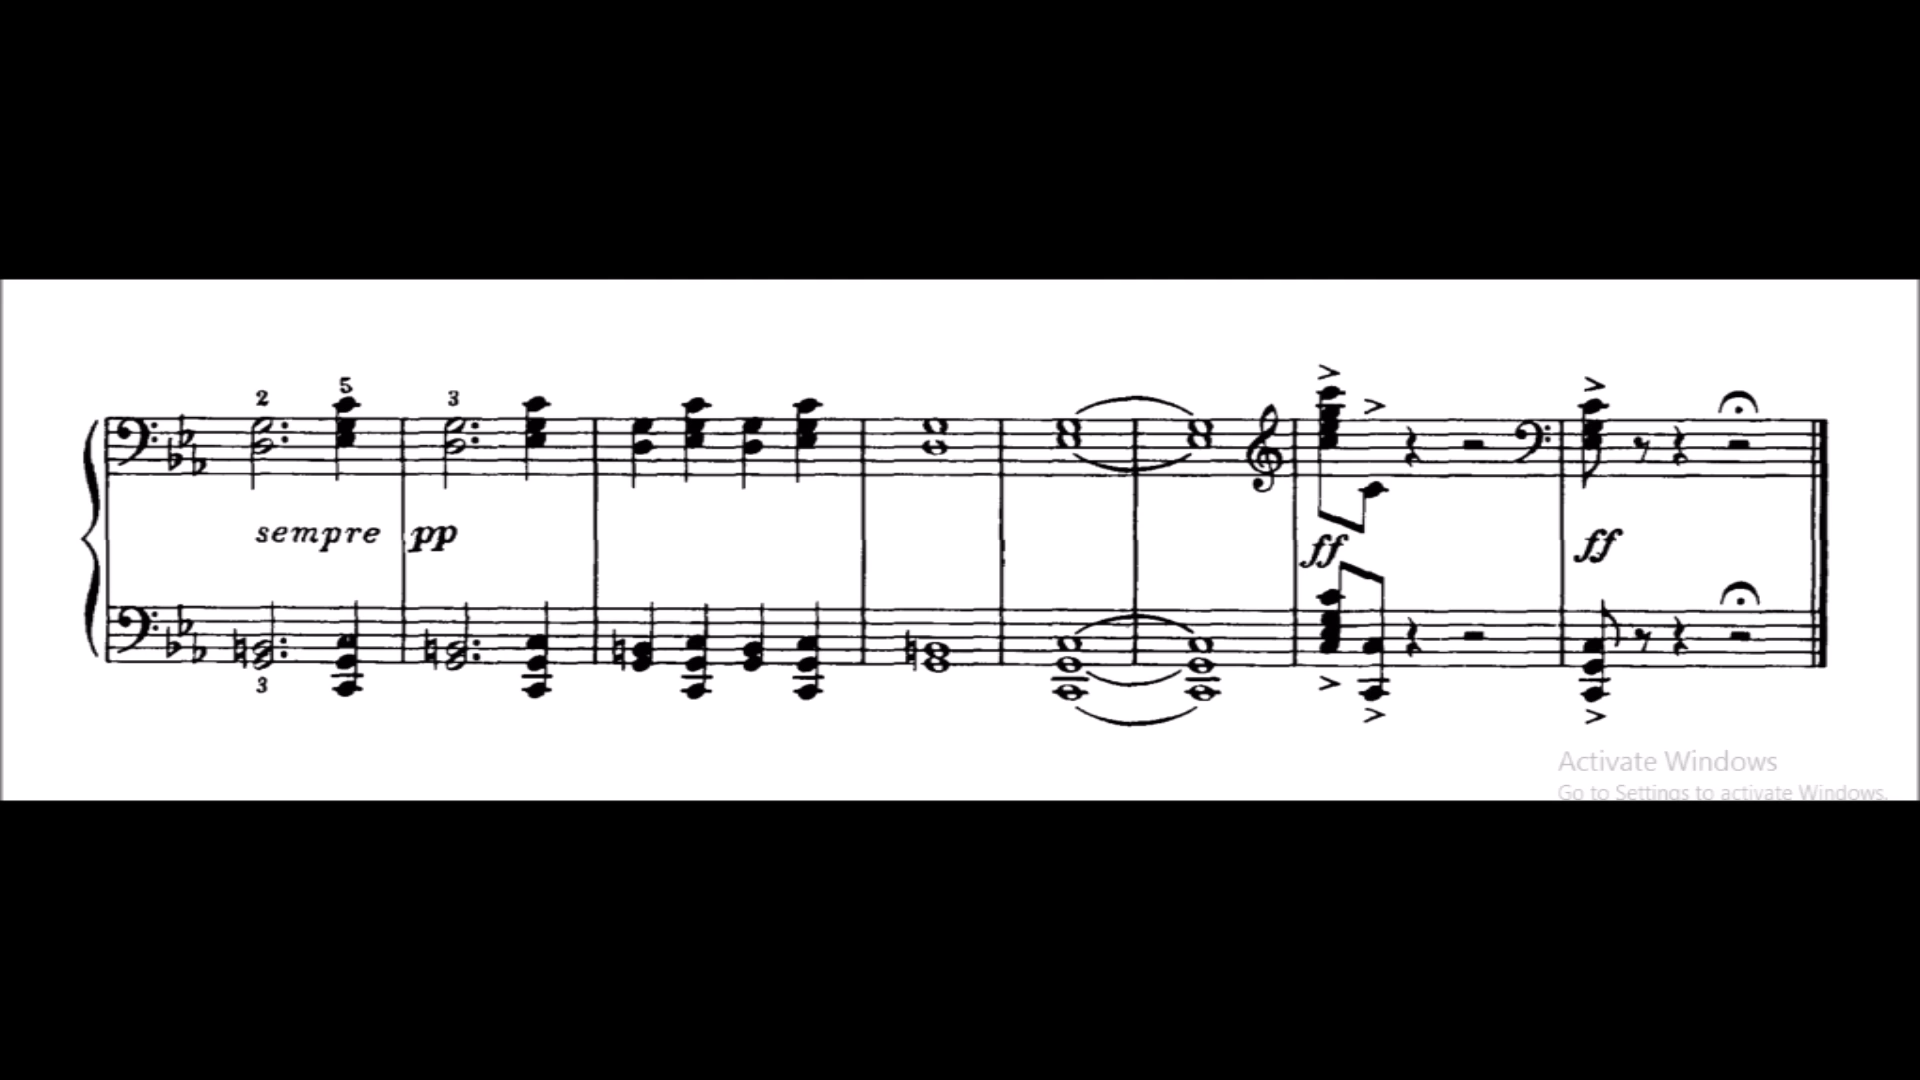 2 5 3
sempre pp
ff ff
3
Activate Windows
Go to Settings to activate Windows.